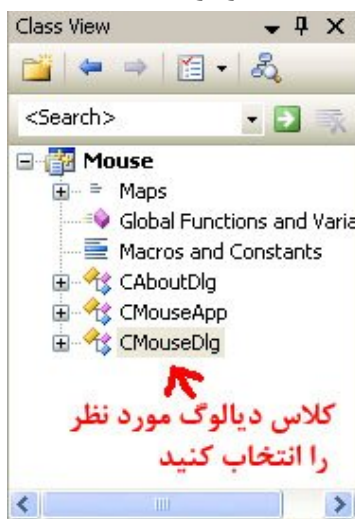 Class View
<Search>
Mouse
Maps
Global Functions and Varia
Macros and Constants
CAboutDlg
CMouseApp
CMouseDlg
کلاس دیالوگ مورد نظر
را انتخاب کنید